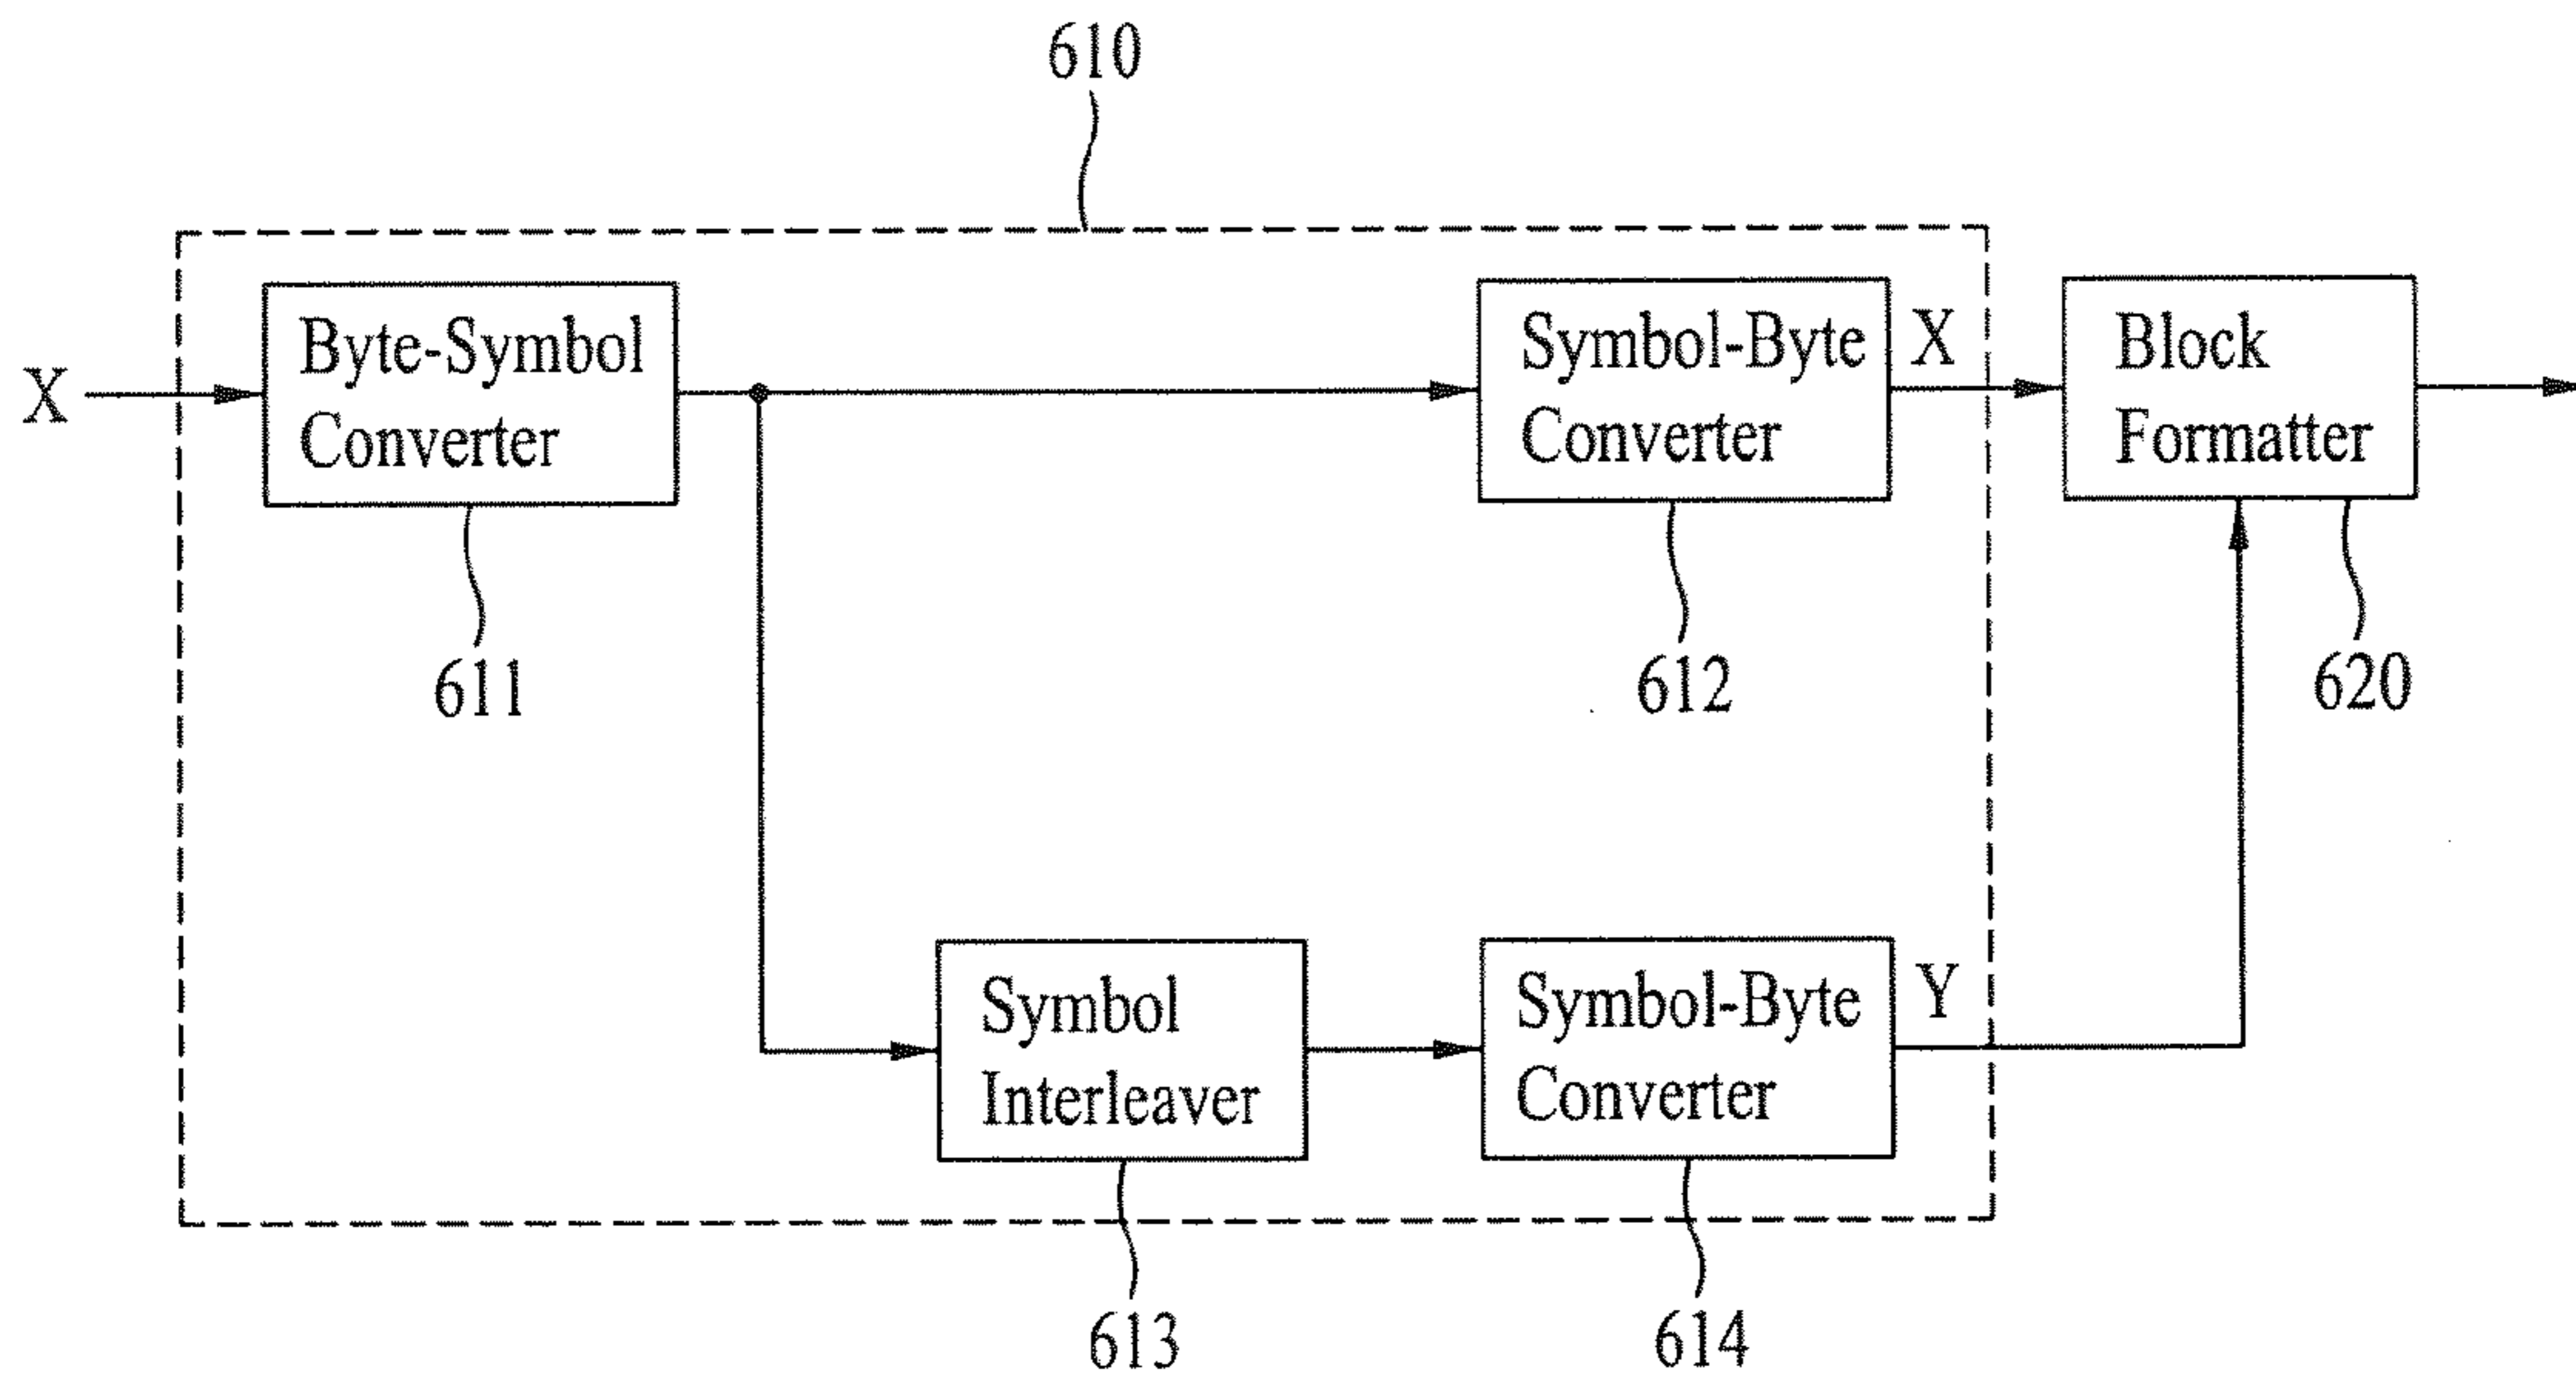 610
Byte-Symbol
Converter
Symbol-Byte
Converter
X
Block
Formatter
X
611
612
620
Symbol
Interleaver
Symbol-Byte
Converter
Y
613
614